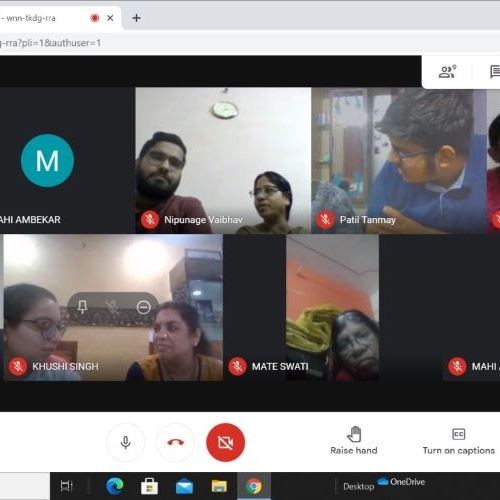 - wnn-tkdg-rra
g-rra?pli=1&authuser=1
M
AHI AMBEKAR
Nipunage Vaibhav
Patil Tanmay
KHUSHI SINGH
MATE SWATI
MAHI A
Raise hand
Turn on captions
Desktop
OneDrive